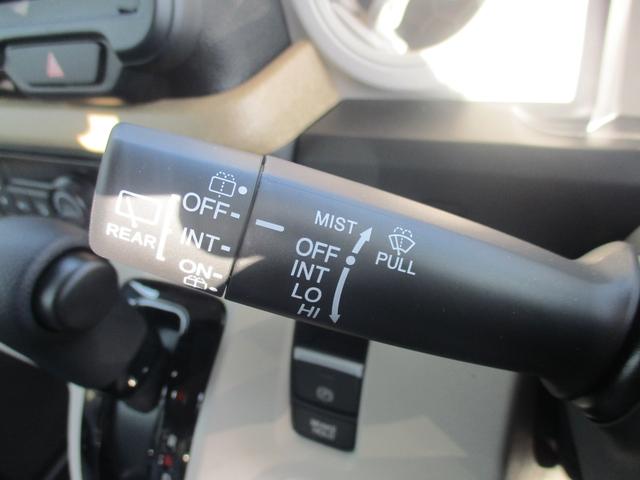 REAR
OFF
INT
ON
MIST
OFF
INT
LO
HI
PULL